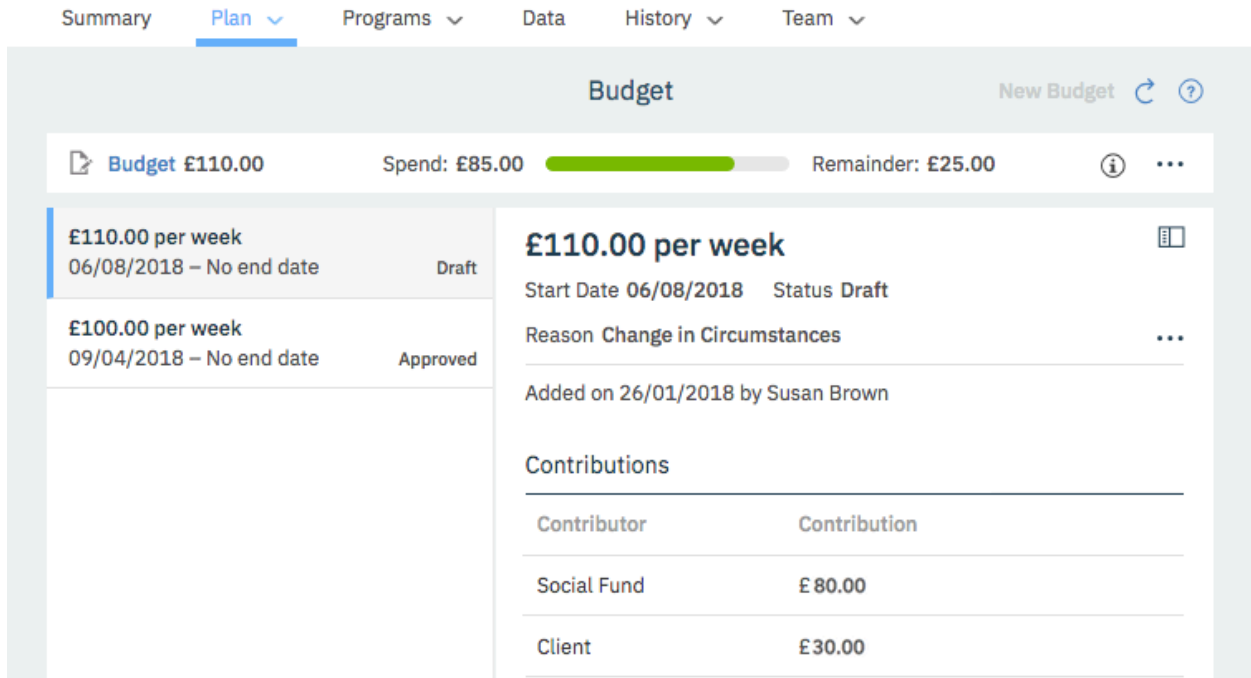 Summary Plan Programs Data History Team
Budget New Budget
Budget £110.00 Spend: £85.00 Remainder: £25.00
£110.00 per week
06/08/2018 – No end date Draft
£100.00 per week
09/04/2018 – No end date Approved
£110.00 per week
Start Date 06/08/2018 Status Draft
Reason Change in Circumstances
Added on 26/01/2018 by Susan Brown
Contributions
Contributor Contribution
Social Fund £80.00
Client £30.00